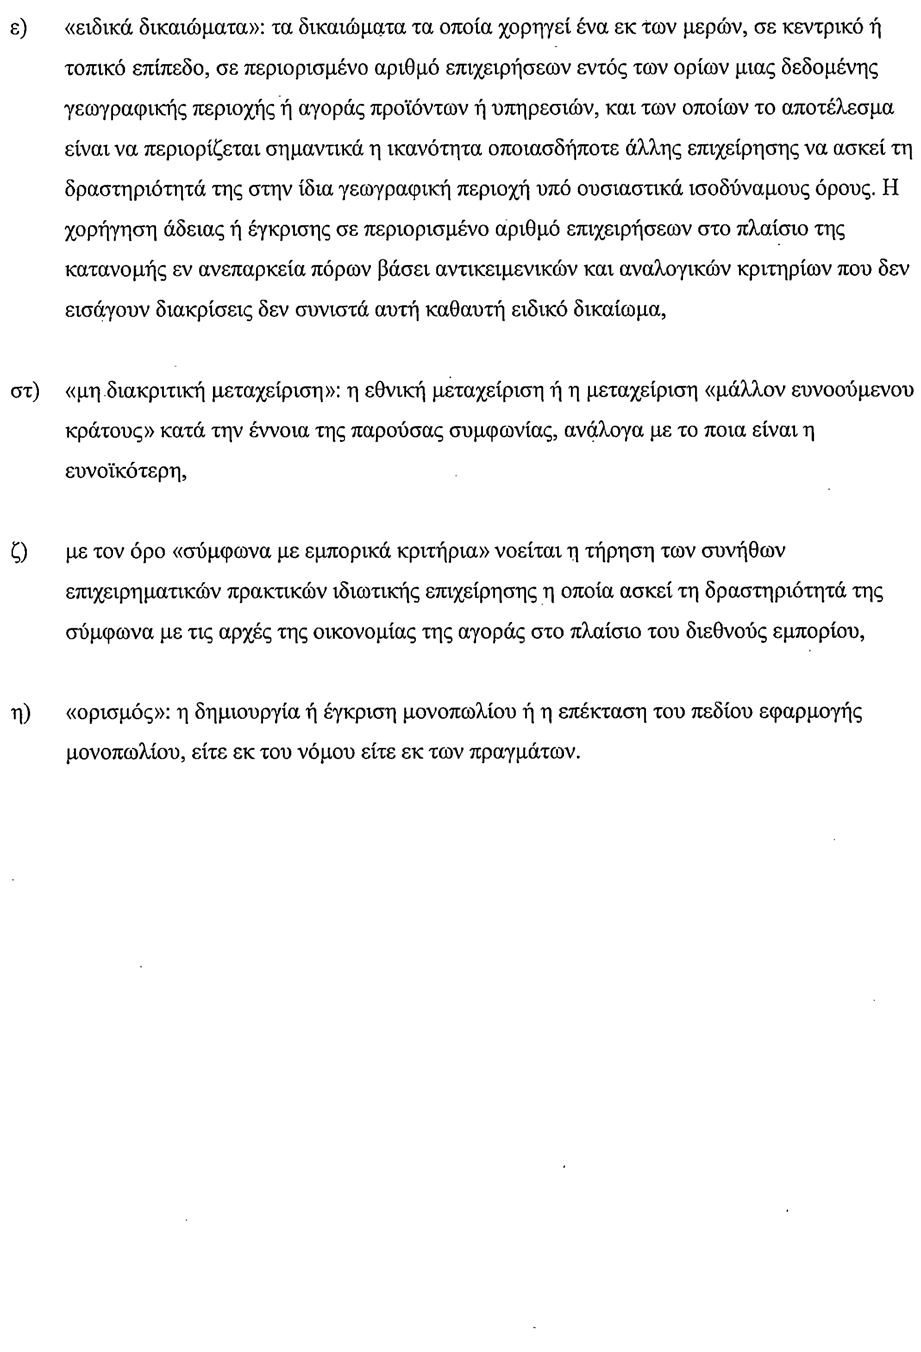 ε) «ειδικά δικαιώματα»: τα δικαιώματα τα οποία χορηγεί ένα εκ των μερών, σε κεντρικό ή
τοπικό επίπεδο, σε περιορισμένο αριθμό επιχειρήσεων εντός των ορίων μιας δεδομένης
γεωγραφικής περιοχής ή αγοράς προϊόντων ή υπηρεσιών, και των οποίων το αποτέλεσμα
είναι να περιορίζεται σημαντικά η ικανότητα οποιασδήποτε άλλης επιχείρησης να ασκεί τη
δραστηριότητά της στην ίδια γεωγραφική περιοχή υπό ουσιαστικά ισοδύναμους όρους. Η
χορήγηση άδειας ή έγκρισης σε περιορισμένο αριθμό επιχειρήσεων στο πλαίσιο της
κατανομής εν ανεπαρκεία πόρων βάσει αντικειμενικών και αναλογικών κριτηρίων που δεν
εισάγουν διακρίσεις δεν συνιστά αυτή καθαυτή ειδικό δικαίωμα,
στ) «μη διακριτική μεταχείριση»: η εθνική μεταχείριση ή η μεταχείριση «μάλλον ευνοούμενου
κράτους» κατά την έννοια της παρούσας συμφωνίας, ανάλογα με το ποια είναι η
ευνοϊκότερη,
ζ) με τον όρο «σύμφωνα με εμπορικά κριτήρια» νοείται η τήρηση των συνήθων
επιχειρηματικών πρακτικών ιδιωτικής επιχείρησης η οποία ασκεί τη δραστηριότητά της
σύμφωνα με τις αρχές της οικονομίας της αγοράς στο πλαίσιο του διεθνούς εμπορίου,
η) «ορισμός»: η δημιουργία ή έγκριση μονοπωλίου ή η επέκταση του πεδίου εφαρμογής
μονοπωλίου, είτε εκ του νόμου είτε εκ των πραγμάτων.